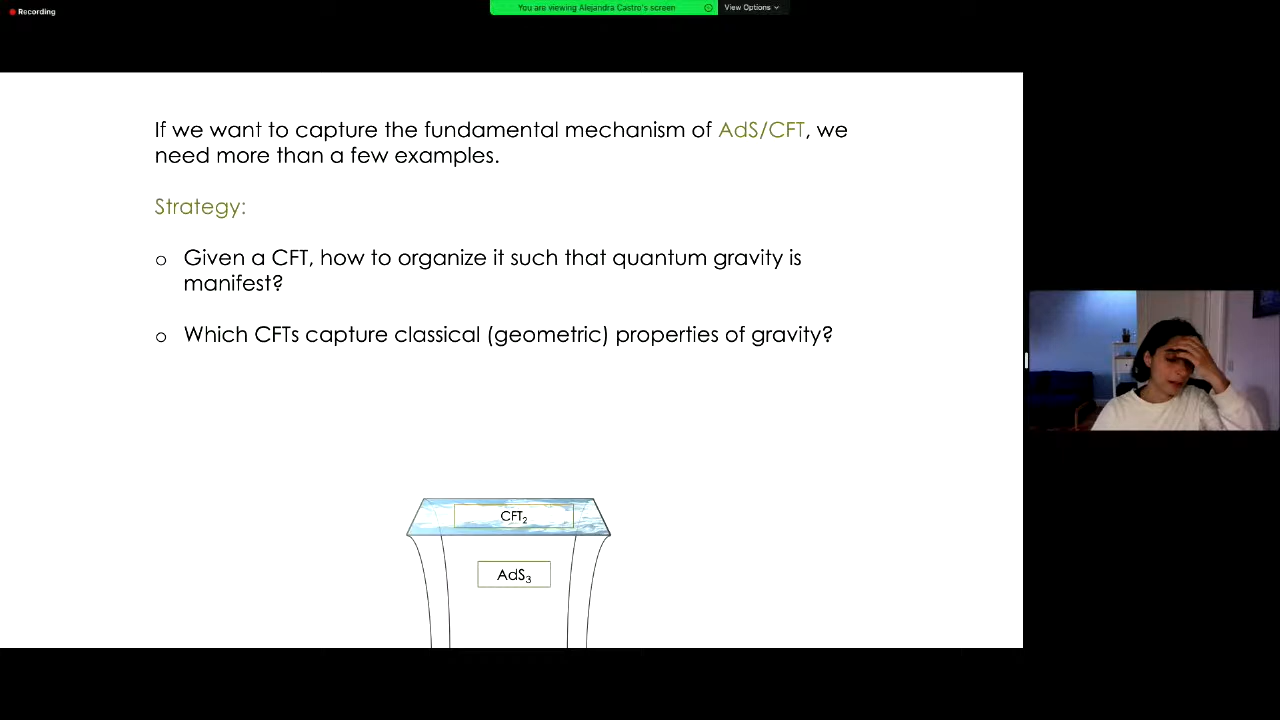 Recording
You are viewing Alejandra Castro's screen
View Options
If we want to capture the fundamental mechanism of AdS/CFT, we
need more than a few examples.
Strategy:
o Given a CFT, how to organize it such that quantum gravity is
manifest?
o Which CFTs capture classical (geometric) properties of gravity?
CFT₂
AdS₃